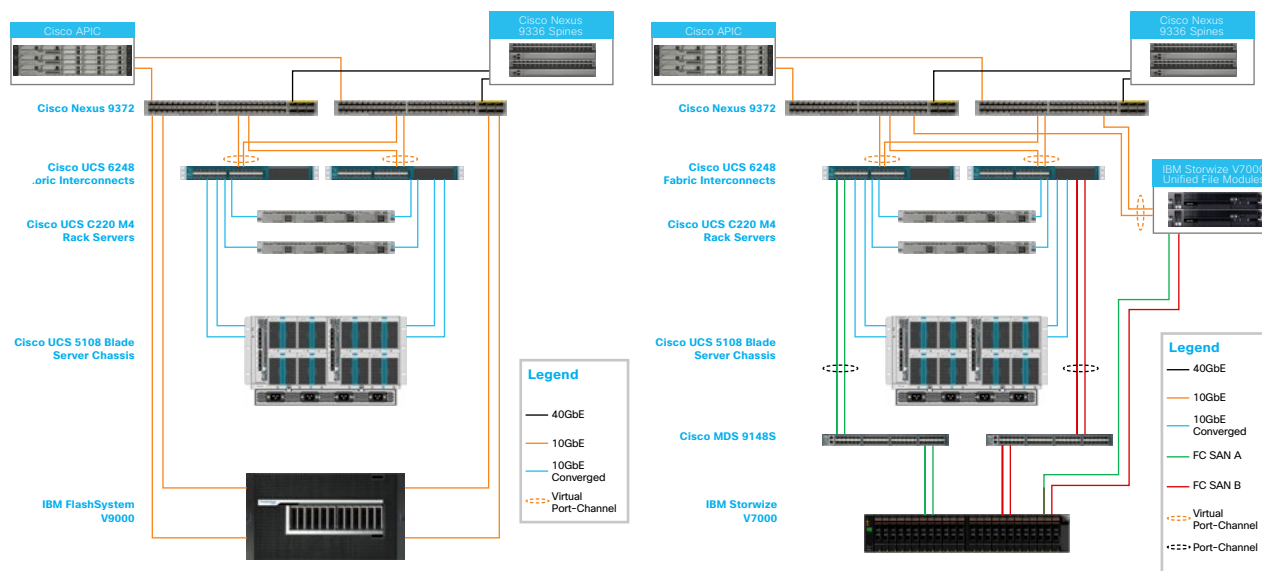 Cisco APIC
Cisco Nexus
9336 Spines
Cisco Nexus 9372
Cisco UCS 6248
.oric Interconnects
Cisco UCS C220 M4
Rack Servers
Cisco UCS 5108 Blade
Server Chassis
IBM FlashSystem
V9000
Legend
40GbE
10GbE
10GbE
Converged
Virtual
Port-Channel
Cisco APIC
Cisco Nexus
9336 Spines
Cisco Nexus 9372
Cisco UCS 6248
Fabric Interconnects
IBM Storwize V7000
Unified File Modules
Cisco UCS C220 M4
Rack Servers
Cisco UCS 5108 Blade
Server Chassis
Cisco MDS 9148S
IBM Storwize
V7000
Legend
40GbE
10GbE
10GbE
Converged
FC SAN A
FC SAN B
Virtual
Port-Channel
Port-Channel